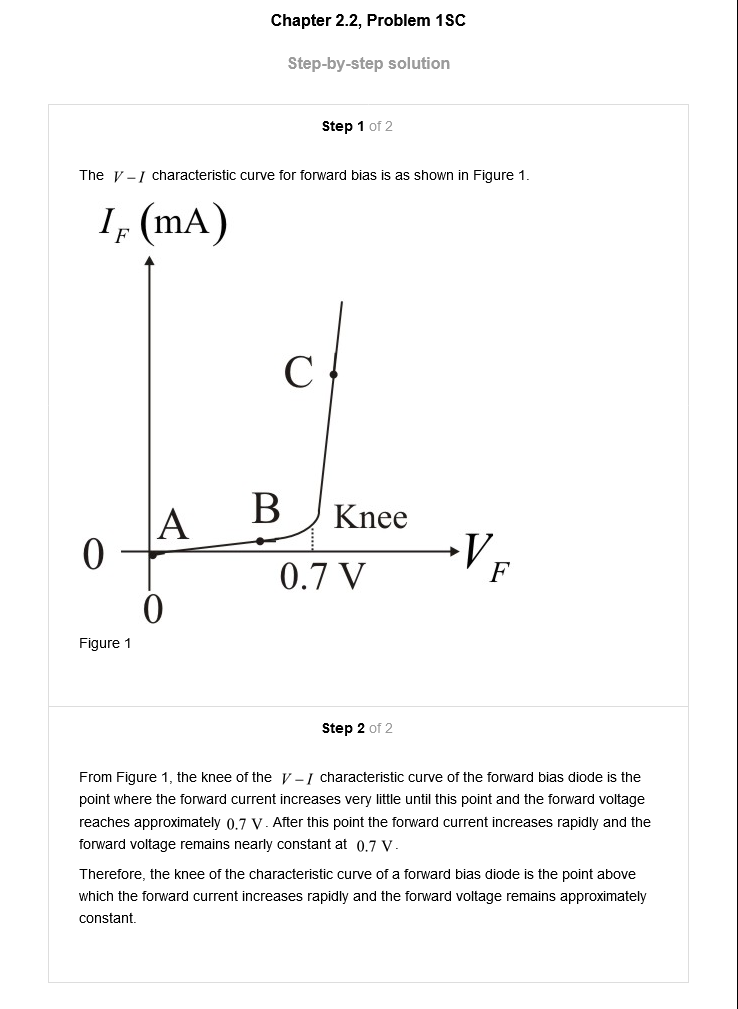 Chapter 2.2, Problem 1SC
Step-by-step solution
Step 1 of 2
The V – I characteristic curve for forward bias is as shown in Figure 1.
I_F (mA)
C
B
Knee
A
0
V_F
0.7 V
0
Figure 1
Step 2 of 2
From Figure 1, the knee of the V – I characteristic curve of the forward bias diode is the
point where the forward current increases very little until this point and the forward voltage
reaches approximately 0.7 V. After this point the forward current increases rapidly and the
forward voltage remains nearly constant at 0.7 V.
Therefore, the knee of the characteristic curve of a forward bias diode is the point above
which the forward current increases rapidly and the forward voltage remains approximately
constant.